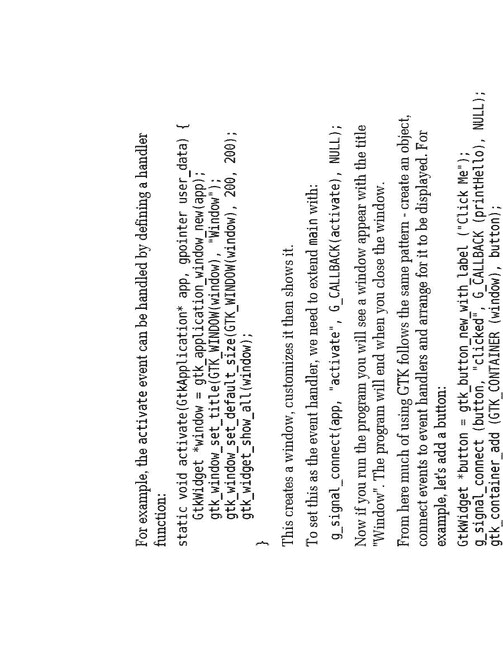 For example, the activate event can be handled by defining a handler
function:
static void activate(GtkApplication* app, gpointer user_data) {
GtkWidget *window = gtk_application_window_new(app);
gtk_window_set_title(GTK_WINDOW(window), "Window");
gtk_window_set_default_size(GTK_WINDOW(window), 200, 200);
gtk_widget_show_all(window);
}
This creates a window, customizes it then shows it.
To set this as the event handler, we need to extend main with:
g_signal_connect(app, "activate", G_CALLBACK(activate), NULL);
Now if you run the program you will see a window appear with the title
"Window". The program will end when you close the window.
From here much of using GTK follows the same pattern - create an object,
connect events to event handlers and arrange for it to be displayed. For
example, let's add a button:
GtkWidget *button = gtk_button_new_with_label ("Click Me");
g_signal_connect (button, "clicked", G_CALLBACK (printHello), NULL);
gtk_container_add (GTK_CONTAINER (window), button);